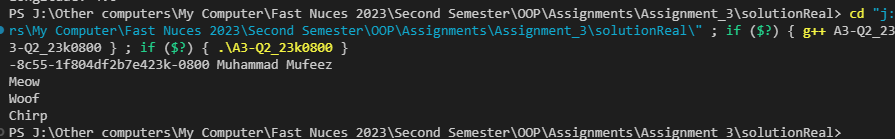 PS J:\Other computers\My Computer\Fast Nuces 2023\Second Semester\OOP\Assignments\Assignment_3\solutionReal> cd "j:
rs\My Computer\Fast Nuces 2023\Second Semester\OOP\Assignments\Assignment_3\solutionReal\" ; if ($?) { g++ A3-Q2_23
3-Q2_23k0800 } ; if ($?) { .\A3-Q2_23k0800 }
-8c55-1f804df2b7e423k-0800 Muhammad Mufeez
Meow
Woof
Chirp
PS J:\Other computers\My Computer\Fast Nuces 2023\Second Semester\OOP\Assignments\Assignment_3\solutionReal>